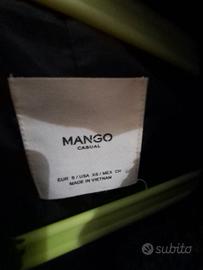 MANGO
CASUAL
EUR S / USA XS / MEX CH
MADE IN VIETNAM
subito